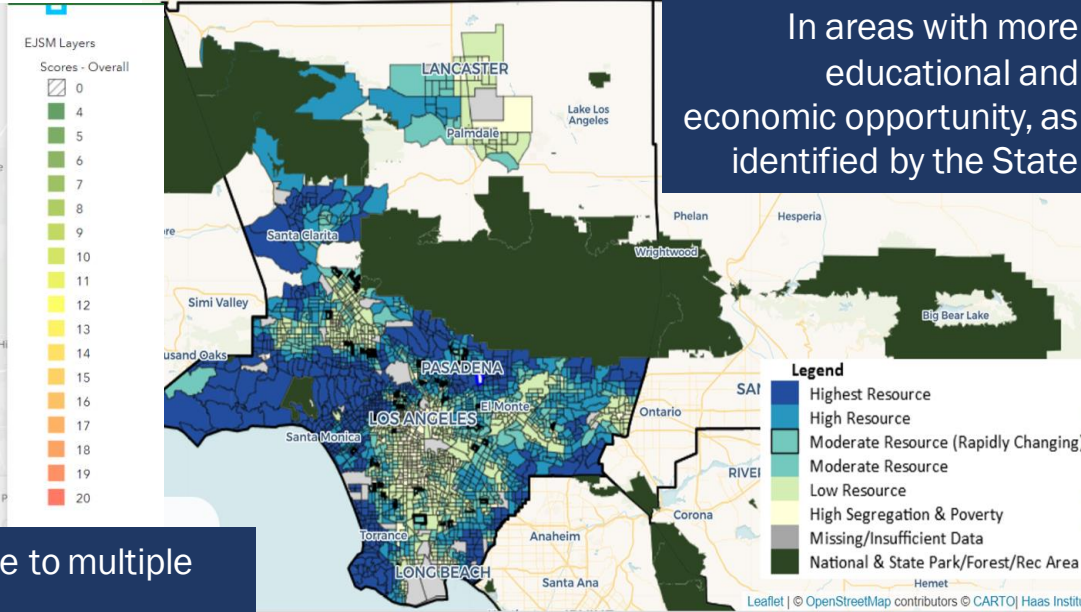 EJSM Layers
Scores - Overall
0
4
5
6
7
8
9
10
11
12
13
14
15
16
17
18
19
20
e to multiple
In areas with more
educational and
economic opportunity, as
identified by the State
LANCASTER
Palmdale
Lake Los
Angeles
Santa Clarita
Phelan
Hesperia
Wrightwood
Simi Valley
Big Bear Lake
usand Oaks
PASADENA
LOS ANGELES
El Monte
Santa Monica
Ontario
SAN
RIVE
Torrance
LONG BEACH
Anaheim
Corona
Santa Ana
Hemet
Legend
Highest Resource
High Resource
Moderate Resource (Rapidly Changing)
Moderate Resource
Low Resource
High Segregation & Poverty
Missing/Insufficient Data
National & State Park/Forest/Rec Area
Leaflet | © OpenStreetMap contributors © CARTO| Haas Institu